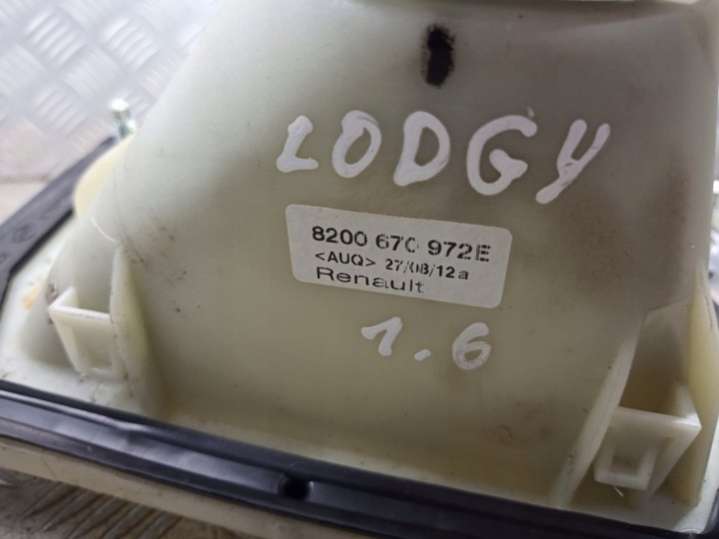 LODGY
8200 670 972E
<AUQ> 27/08/12a
Renault
1.6